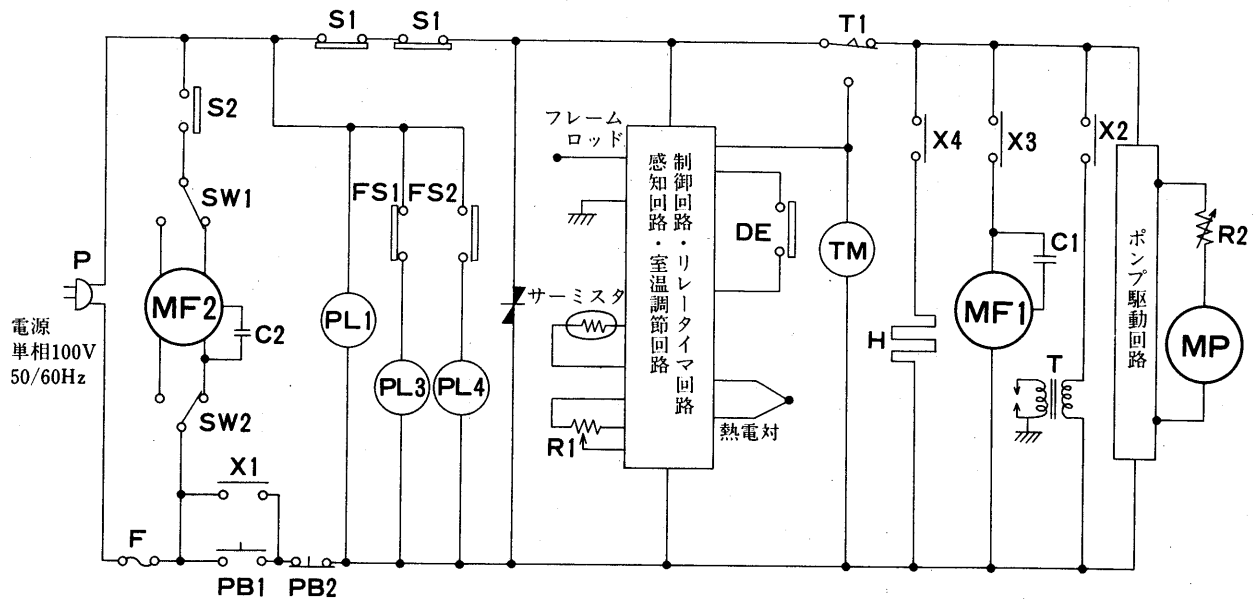 S1
S1
T1
S2
SW1
P
MF2
C2
電源
単相100V
50/60Hz
SW2
X1
F
PB1
PB2
FS1
FS2
PL1
PL3
PL4
フレーム
ロッド
サーミスタ
R1
制御回路・リレータイマ回路
感知回路・室温調節回路
DE
熱電対
TM
X4
X3
X2
H
C1
MF1
T
ポンプ駆動回路
R2
MP